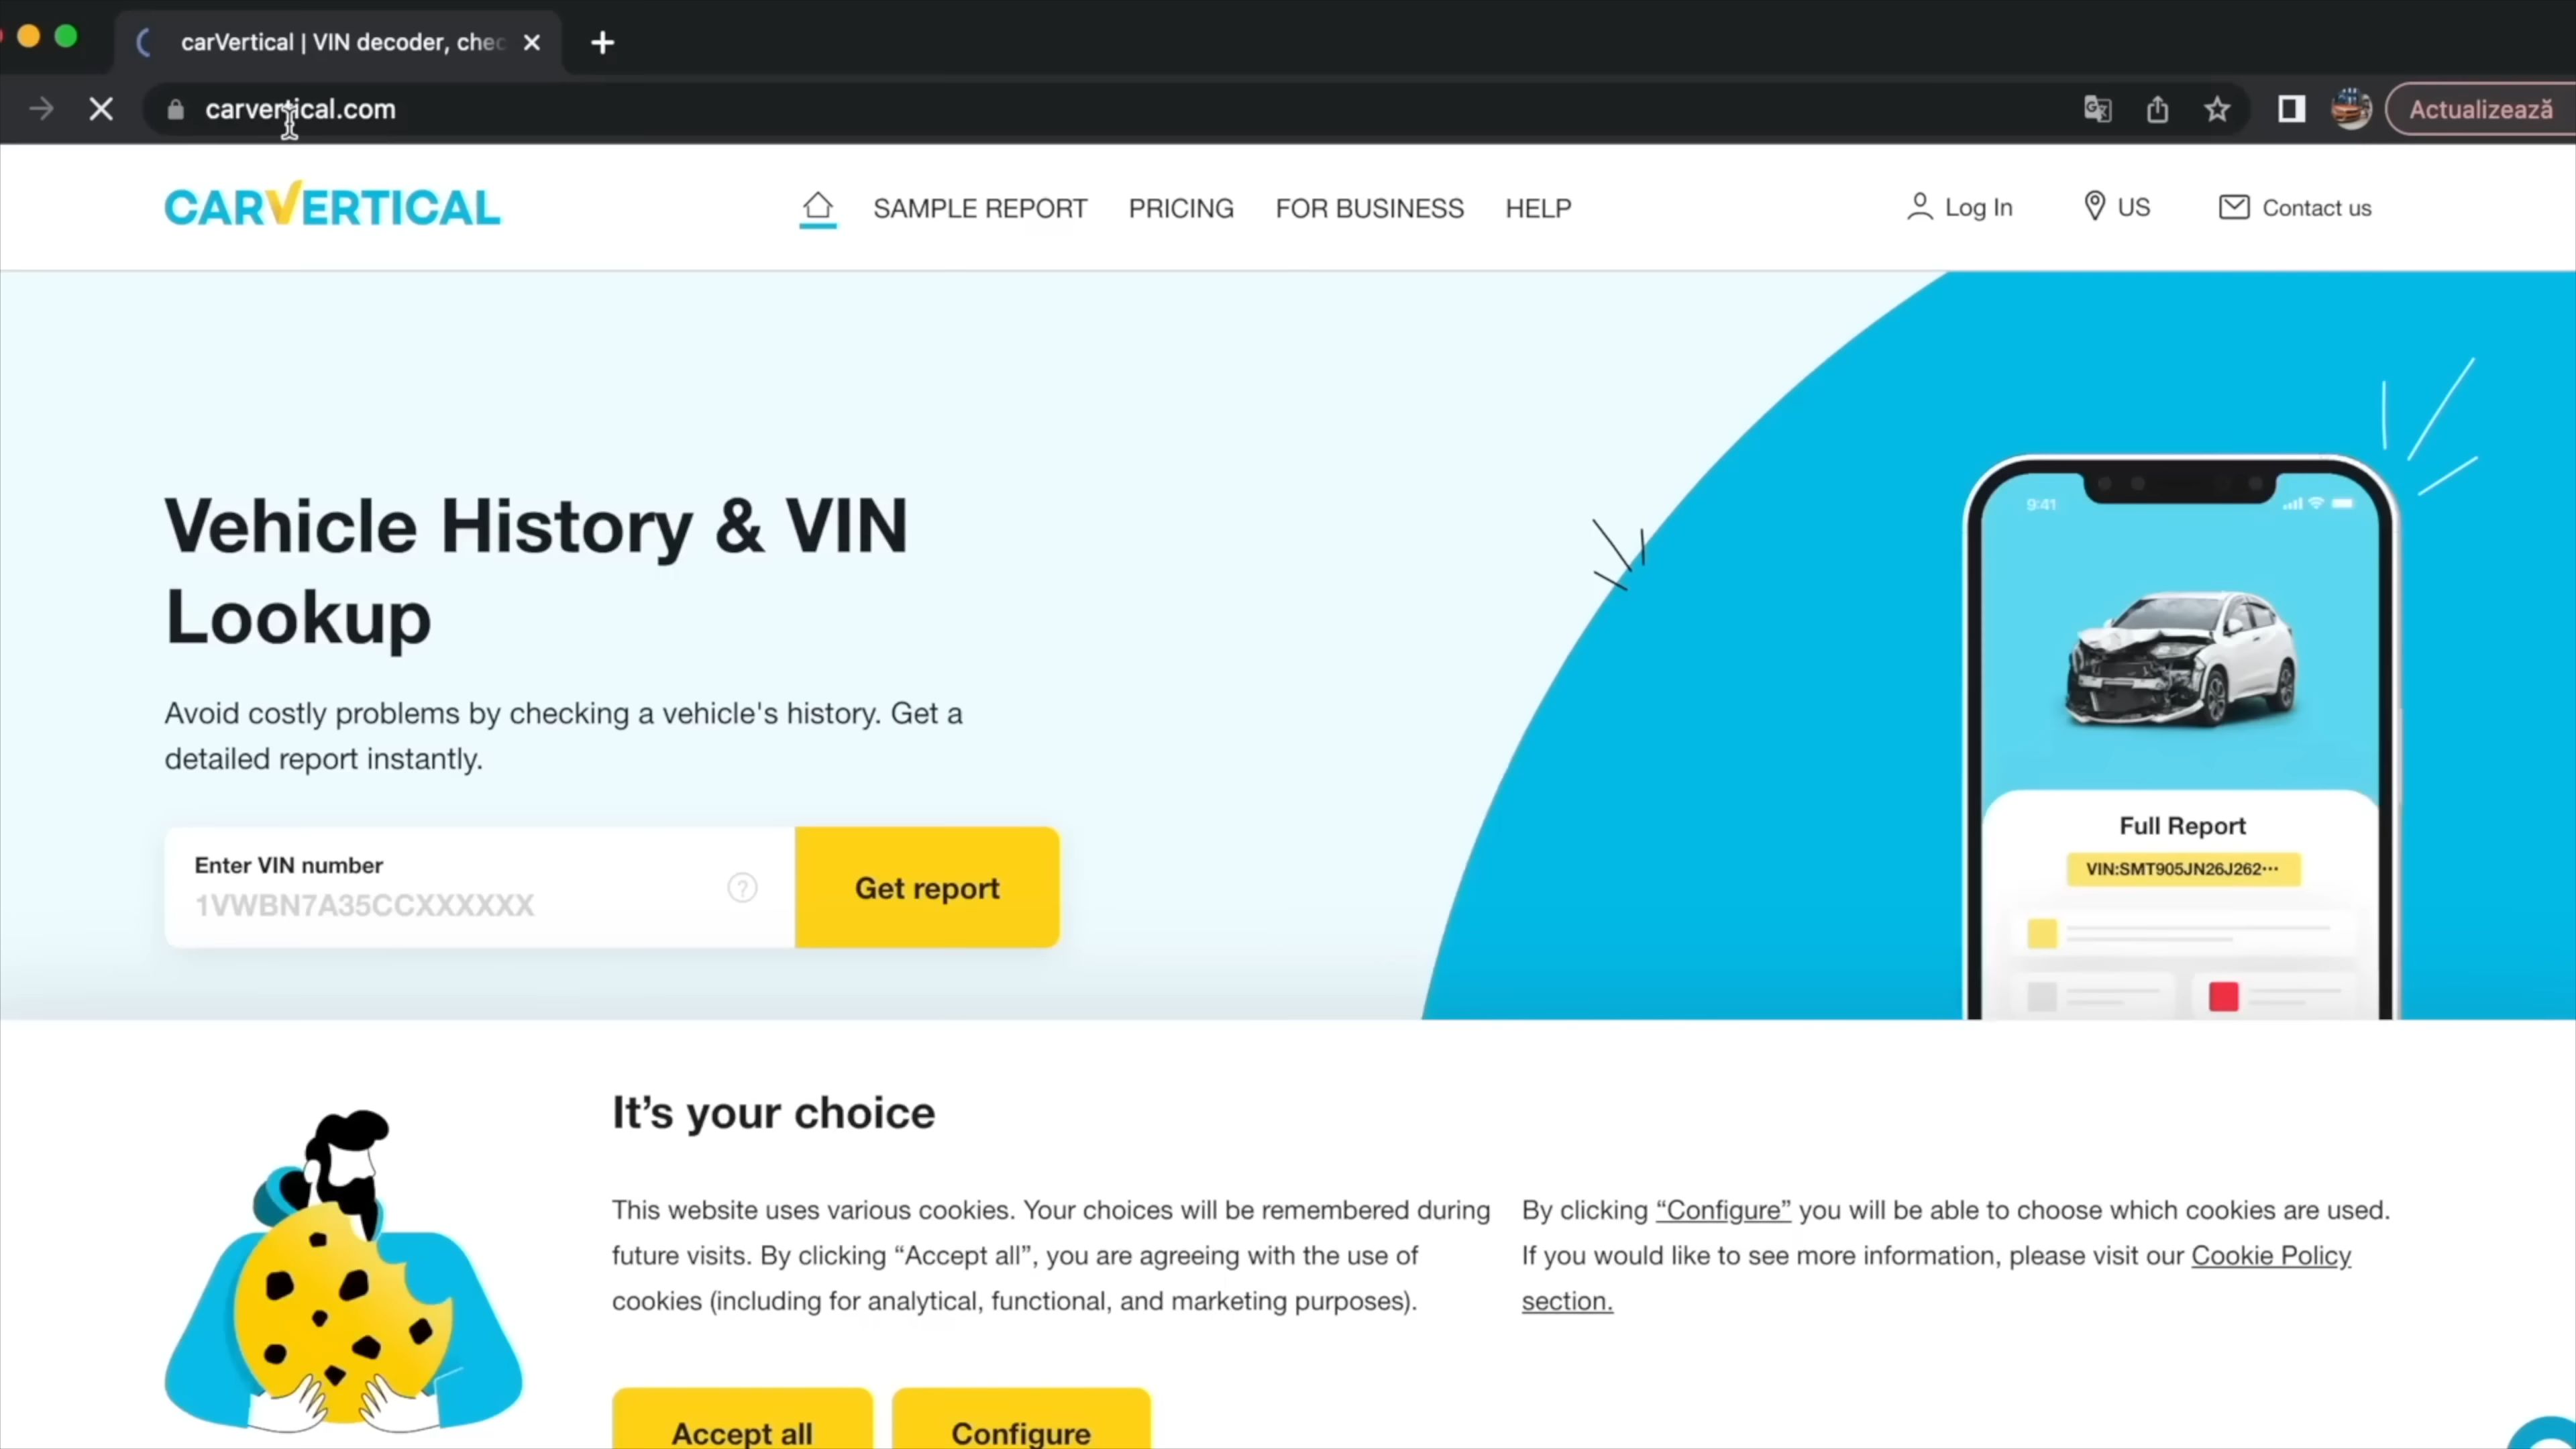 carVertical | VIN decoder, chec
carvertical.com
Actualizează
CARVERTICAL
SAMPLE REPORT
PRICING
FOR BUSINESS
HELP
Log In
US
Contact us
Vehicle History & VIN
Lookup
Avoid costly problems by checking a vehicle's history. Get a
detailed report instantly.
Enter VIN number
1VWBN7A35CCXXXXXX
?
Get report
9:41
Full Report
VIN:SMT905JN26J262···
It’s your choice
This website uses various cookies. Your choices will be remembered during
future visits. By clicking “Accept all”, you are agreeing with the use of
cookies (including for analytical, functional, and marketing purposes).
By clicking “Configure” you will be able to choose which cookies are used.
If you would like to see more information, please visit our Cookie Policy
section.
Accept all
Configure